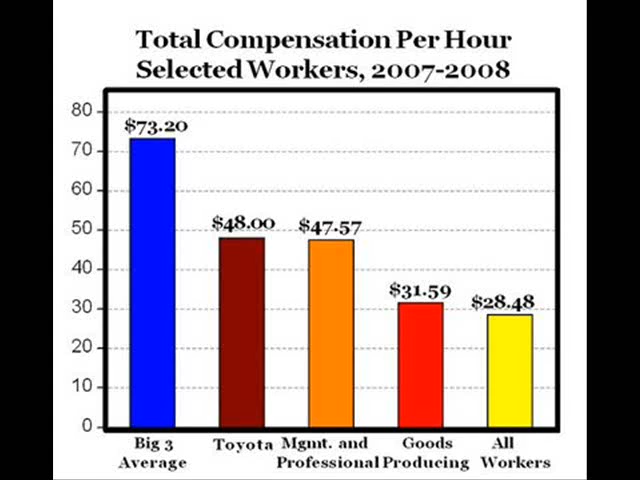 Total Compensation Per Hour
Selected Workers, 2007-2008
80
70
60
50
40
30
20
10
0
$73.20
$48.00
$47.57
$31.59
$28.48
Big 3
Average
Toyota
Mgmt. and
Professional
Goods
Producing
All
Workers